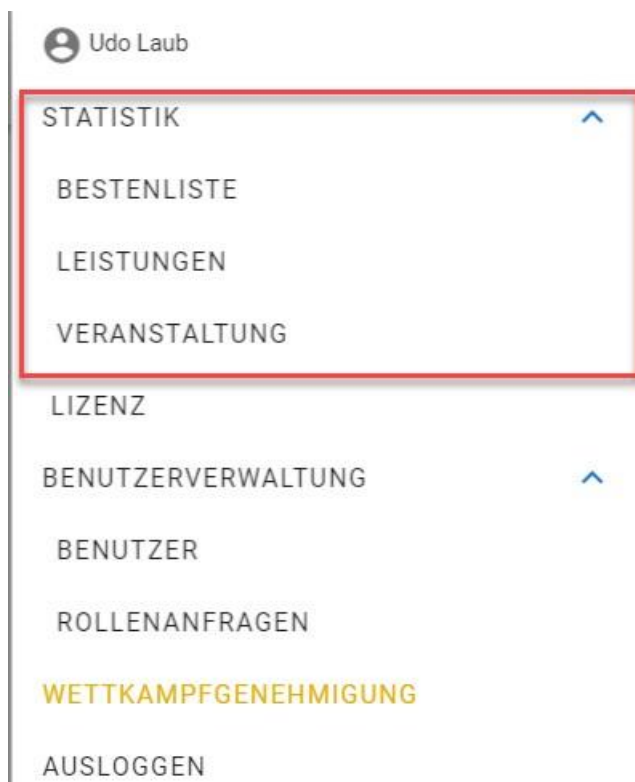 Udo Laub
STATISTIK
BESTENLISTE
LEISTUNGEN
VERANSTALTUNG
LIZENZ
BENUTZERVERWALTUNG
BENUTZER
ROLLENANFRAGEN
WETTKAMPFGENEHMIGUNG
AUSLOGGEN